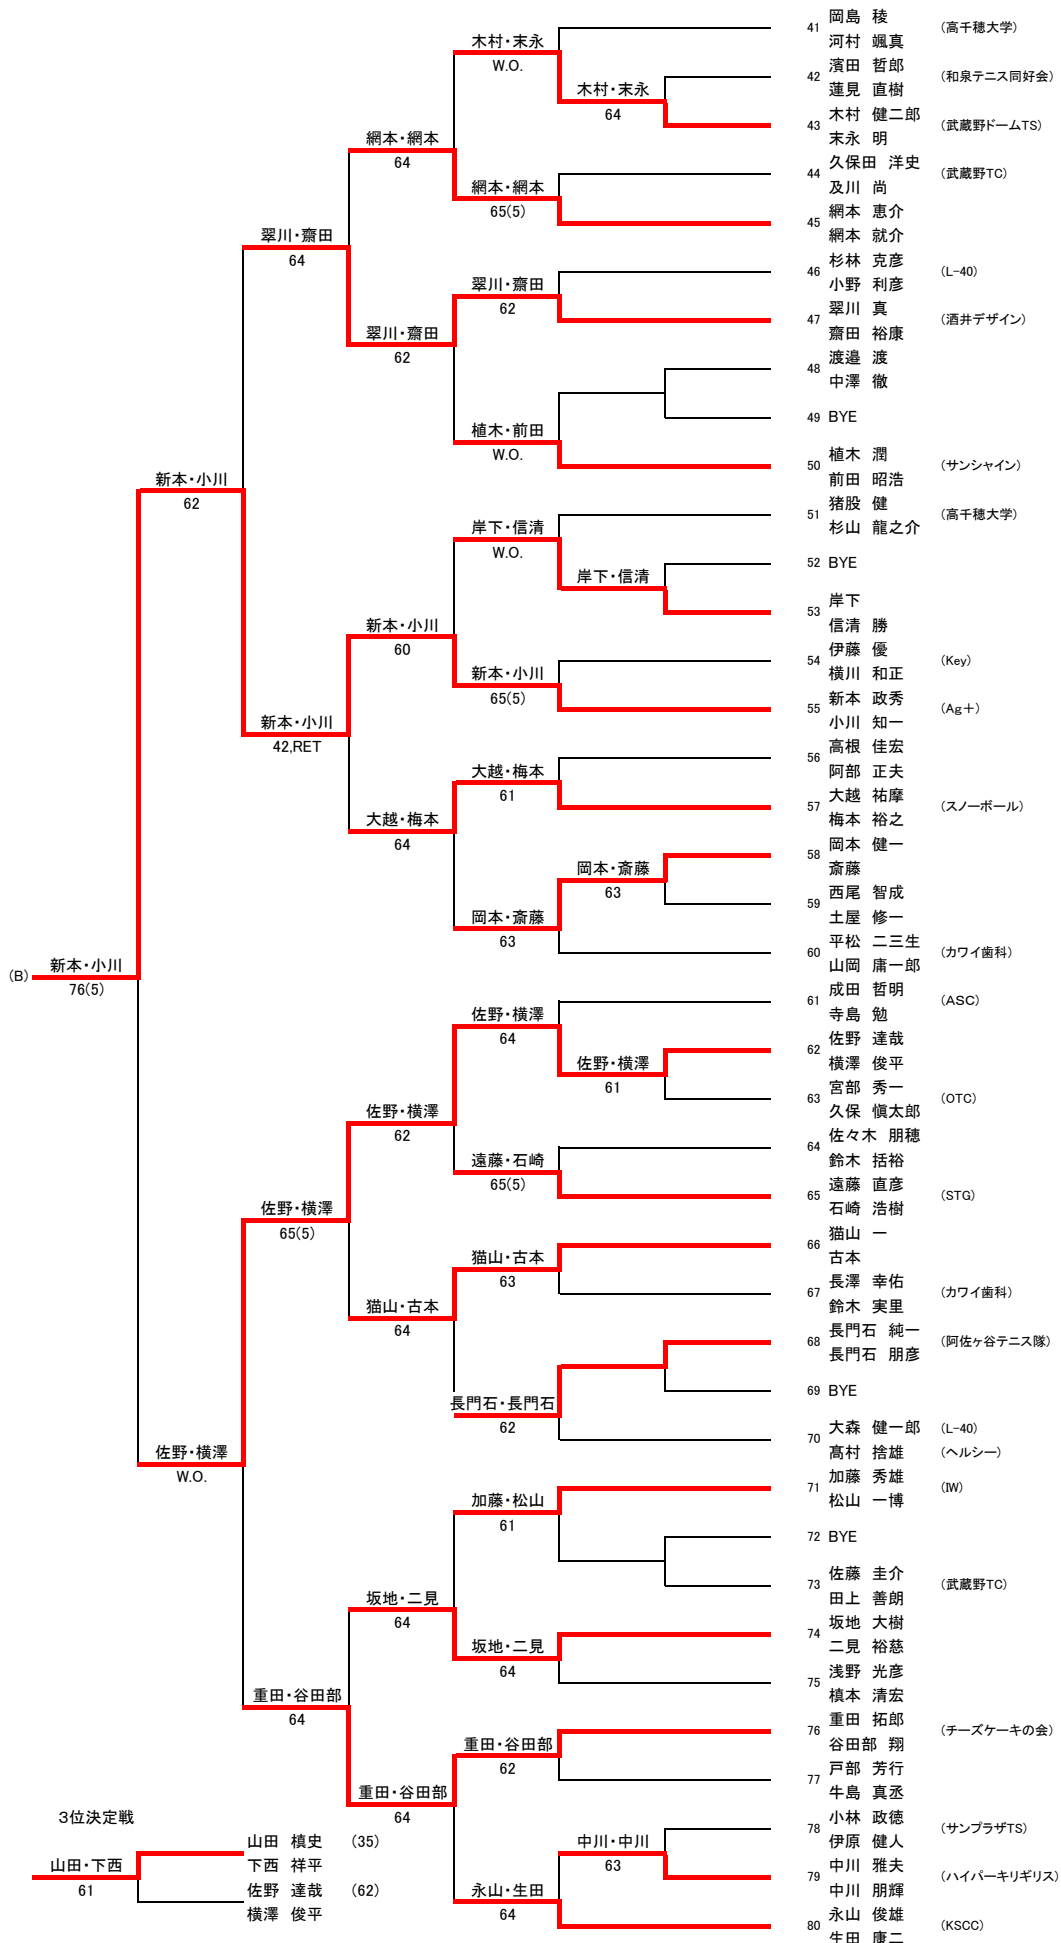 41 岡島 稜 (高千穂大学)
河村 颯真
42 濱田 哲郎 (和泉テニス同好会)
蓮見 直樹
43 木村 健二郎 (武蔵野ドームTS)
末永 明
44 久保田 洋史 (武蔵野TC)
及川 尚
45 網本 恵介
網本 就介
46 杉林 克彦 (L-40)
小野 利彦
47 翠川 真 (酒井デザイン)
齋田 裕康
48 渡邉 渡
中澤 徹
49 BYE
50 植木 潤 (サンシャイン)
前田 昭浩
51 猪股 健 (高千穂大学)
杉山 龍之介
52 BYE
53 岸下
信清 勝
54 伊藤 優 (Key)
横川 和正
55 新本 政秀 (Ag+)
小川 知一
56 高根 佳宏
阿部 正夫
57 大越 祐摩 (スノーボール)
梅本 裕之
58 岡本 健一
斎藤
59 西尾 智成
土屋 修一
60 平松 二三生 (カワイ歯科)
山岡 庸一郎
61 成田 哲明 (ASC)
寺島 勉
62 佐野 達哉
横澤 俊平
63 宮部 秀一 (OTC)
久保 愼太郎
64 佐々木 朋穂
鈴木 括裕
65 遠藤 直彦 (STG)
石崎 浩樹
66 猫山 一
古本
67 長澤 幸佑 (カワイ歯科)
鈴木 実里
68 長門石 純一 (阿佐ヶ谷テニス隊)
長門石 朋彦
69 BYE
70 大森 健一郎 (L-40)
髙村 捨雄 (ヘルシー)
71 加藤 秀雄 (IW)
松山 一博
72 BYE
73 佐藤 圭介 (武蔵野TC)
田上 善朗
74 坂地 大樹
二見 裕慈
75 浅野 光彦
槙本 清宏
76 重田 拓郎 (チーズケーキの会)
谷田部 翔
77 戸部 芳行
牛島 真丞
78 小林 政徳 (サンプラザTS)
伊原 健人
79 中川 雅夫 (ハイパーキリギリス)
中川 朋輝
80 永山 俊雄 (KSCC)
生田 康二
木村・末永
64
岸下・信清
岡本・斎藤
63
佐野・横澤
61
中川・中川
63
木村・末永
W.O.
網本・網本
65(5)
翠川・齋田
62
植木・前田
W.O.
岸下・信清
W.O.
新本・小川
65(5)
大越・梅本
61
岡本・斎藤
63
佐野・横澤
64
遠藤・石崎
65(5)
猫山・古本
63
長門石・長門石
62
加藤・松山
61
坂地・二見
64
重田・谷田部
62
永山・生田
64
網本・網本
64
翠川・齋田
62
新本・小川
60
大越・梅本
64
佐野・横澤
62
猫山・古本
64
坂地・二見
64
重田・谷田部
64
翠川・齋田
64
新本・小川
42,RET
佐野・横澤
65(5)
重田・谷田部
64
新本・小川
62
佐野・横澤
W.O.
(B) 新本・小川
76(5)
3位決定戦
山田 槙史 (35)
下西 祥平
佐野 達哉 (62)
横澤 俊平
山田・下西
61